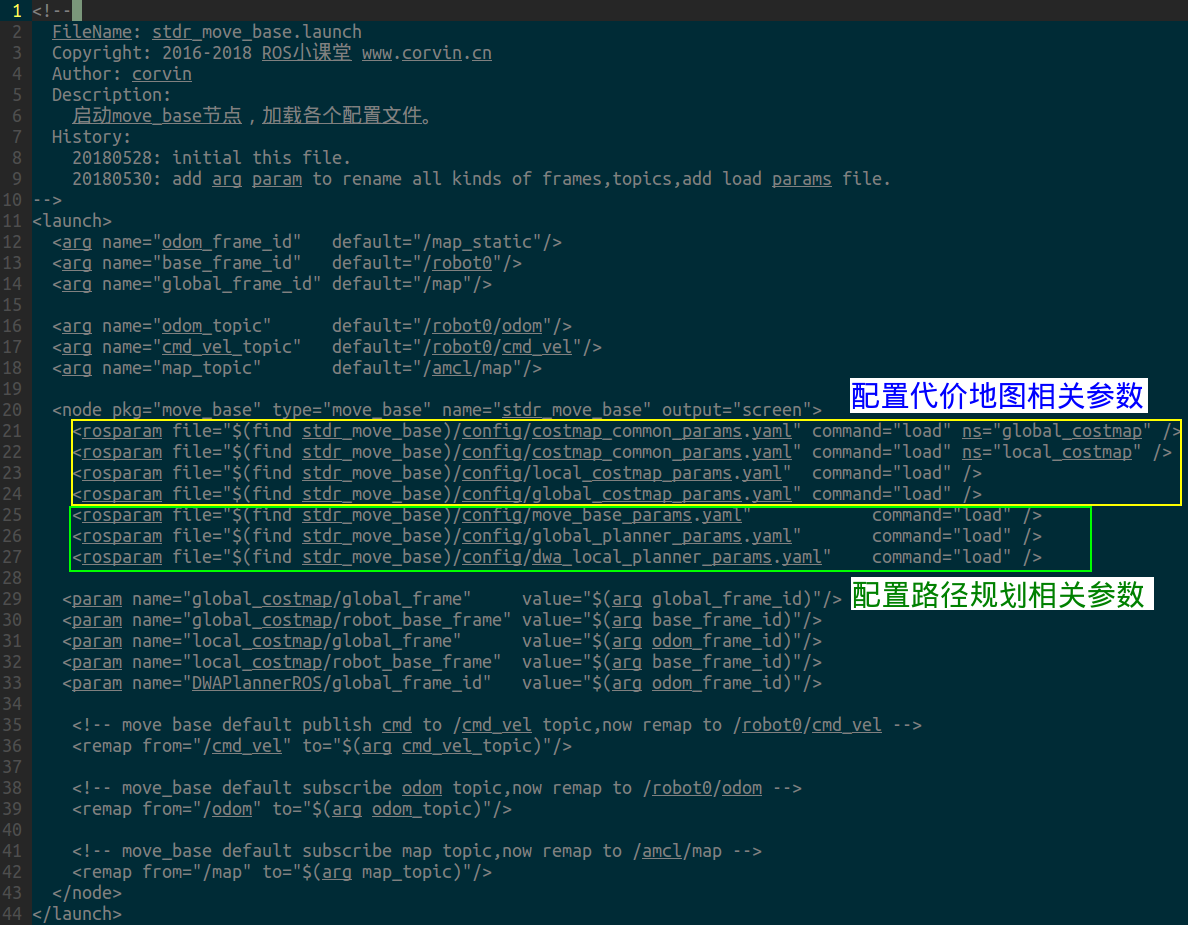 1 <!--
2 FileName: stdr_move_base.launch
3 Copyright: 2016-2018 ROS小课堂 www.corvin.cn
4 Author: corvin
5 Description:
6 启动move_base节点，加载各个配置文件。
7 History:
8 20180528: initial this file.
9 20180530: add arg param to rename all kinds of frames,topics,add load params file.
10 -->
11 <launch>
12 <arg name="odom_frame_id" default="/map_static"/>
13 <arg name="base_frame_id" default="/robot0"/>
14 <arg name="global_frame_id" default="/map"/>
15
16 <arg name="odom_topic" default="/robot0/odom"/>
17 <arg name="cmd_vel_topic" default="/robot0/cmd_vel"/>
18 <arg name="map_topic" default="/amcl/map"/>
19
配置代价地图相关参数
20 <node pkg="move_base" type="move_base" name="stdr_move_base" output="screen">
21 <rosparam file="$(find stdr_move_base)/config/costmap_common_params.yaml" command="load" ns="global_costmap" />
22 <rosparam file="$(find stdr_move_base)/config/costmap_common_params.yaml" command="load" ns="local_costmap" />
23 <rosparam file="$(find stdr_move_base)/config/local_costmap_params.yaml" command="load" />
24 <rosparam file="$(find stdr_move_base)/config/global_costmap_params.yaml" command="load" />
25 <rosparam file="$(find stdr_move_base)/config/move_base_params.yaml" command="load" />
26 <rosparam file="$(find stdr_move_base)/config/global_planner_params.yaml" command="load" />
27 <rosparam file="$(find stdr_move_base)/config/dwa_local_planner_params.yaml" command="load" />
28
29 <param name="global_costmap/global_frame" value="$(arg global_frame_id)"/>
配置路径规划相关参数
30 <param name="global_costmap/robot_base_frame" value="$(arg base_frame_id)"/>
31 <param name="local_costmap/global_frame" value="$(arg odom_frame_id)"/>
32 <param name="local_costmap/robot_base_frame" value="$(arg base_frame_id)"/>
33 <param name="DWAPlannerROS/global_frame_id" value="$(arg odom_frame_id)"/>
34
35 <!-- move base default publish cmd to /cmd_vel topic,now remap to /robot0/cmd_vel -->
36 <remap from="/cmd_vel" to="$(arg cmd_vel_topic)"/>
37
38 <!-- move_base default subscribe odom topic,now remap to /robot0/odom -->
39 <remap from="/odom" to="$(arg odom_topic)"/>
40
41 <!-- move_base default subscribe map topic,now remap to /amcl/map -->
42 <remap from="/map" to="$(arg map_topic)"/>
43 </node>
44 </launch>